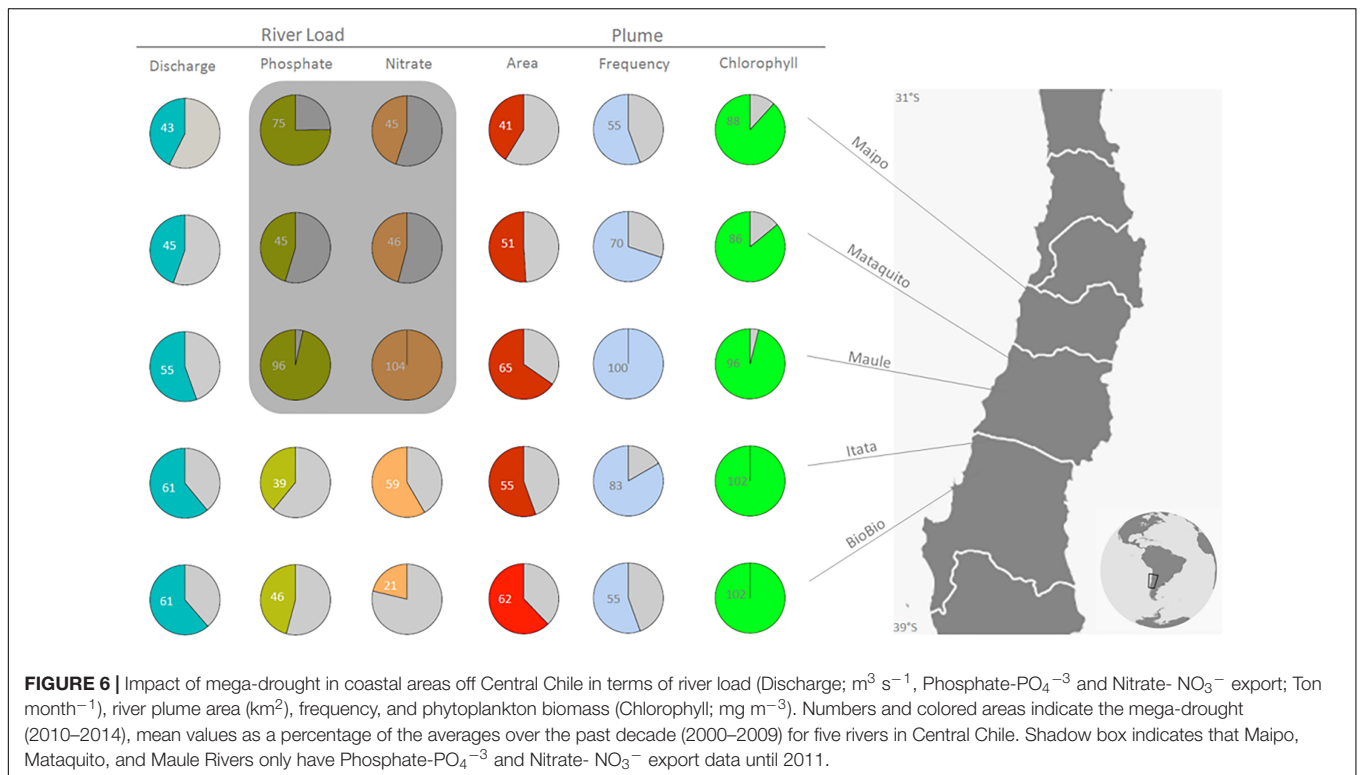 River Load Plume
Discharge Phosphate Nitrate Area Frequency Chlorophyll
43 75 45 41 55 88
45 45 46 51 70 86
55 96 104 65 100 96
61 39 59 55 83 102
61 46 21 62 55 102
31°S
Maipo
Mataquito
Maule
Itata
BioBio
39°S
FIGURE 6 | Impact of mega-drought in coastal areas off Central Chile in terms of river load (Discharge; m³ s⁻¹, Phosphate-PO₄⁻³ and Nitrate- NO₃⁻ export; Ton
month⁻¹), river plume area (km²), frequency, and phytoplankton biomass (Chlorophyll; mg m⁻³). Numbers and colored areas indicate the mega-drought
(2010–2014), mean values as a percentage of the averages over the past decade (2000–2009) for five rivers in Central Chile. Shadow box indicates that Maipo,
Mataquito, and Maule Rivers only have Phosphate-PO₄⁻³ and Nitrate- NO₃⁻ export data until 2011.